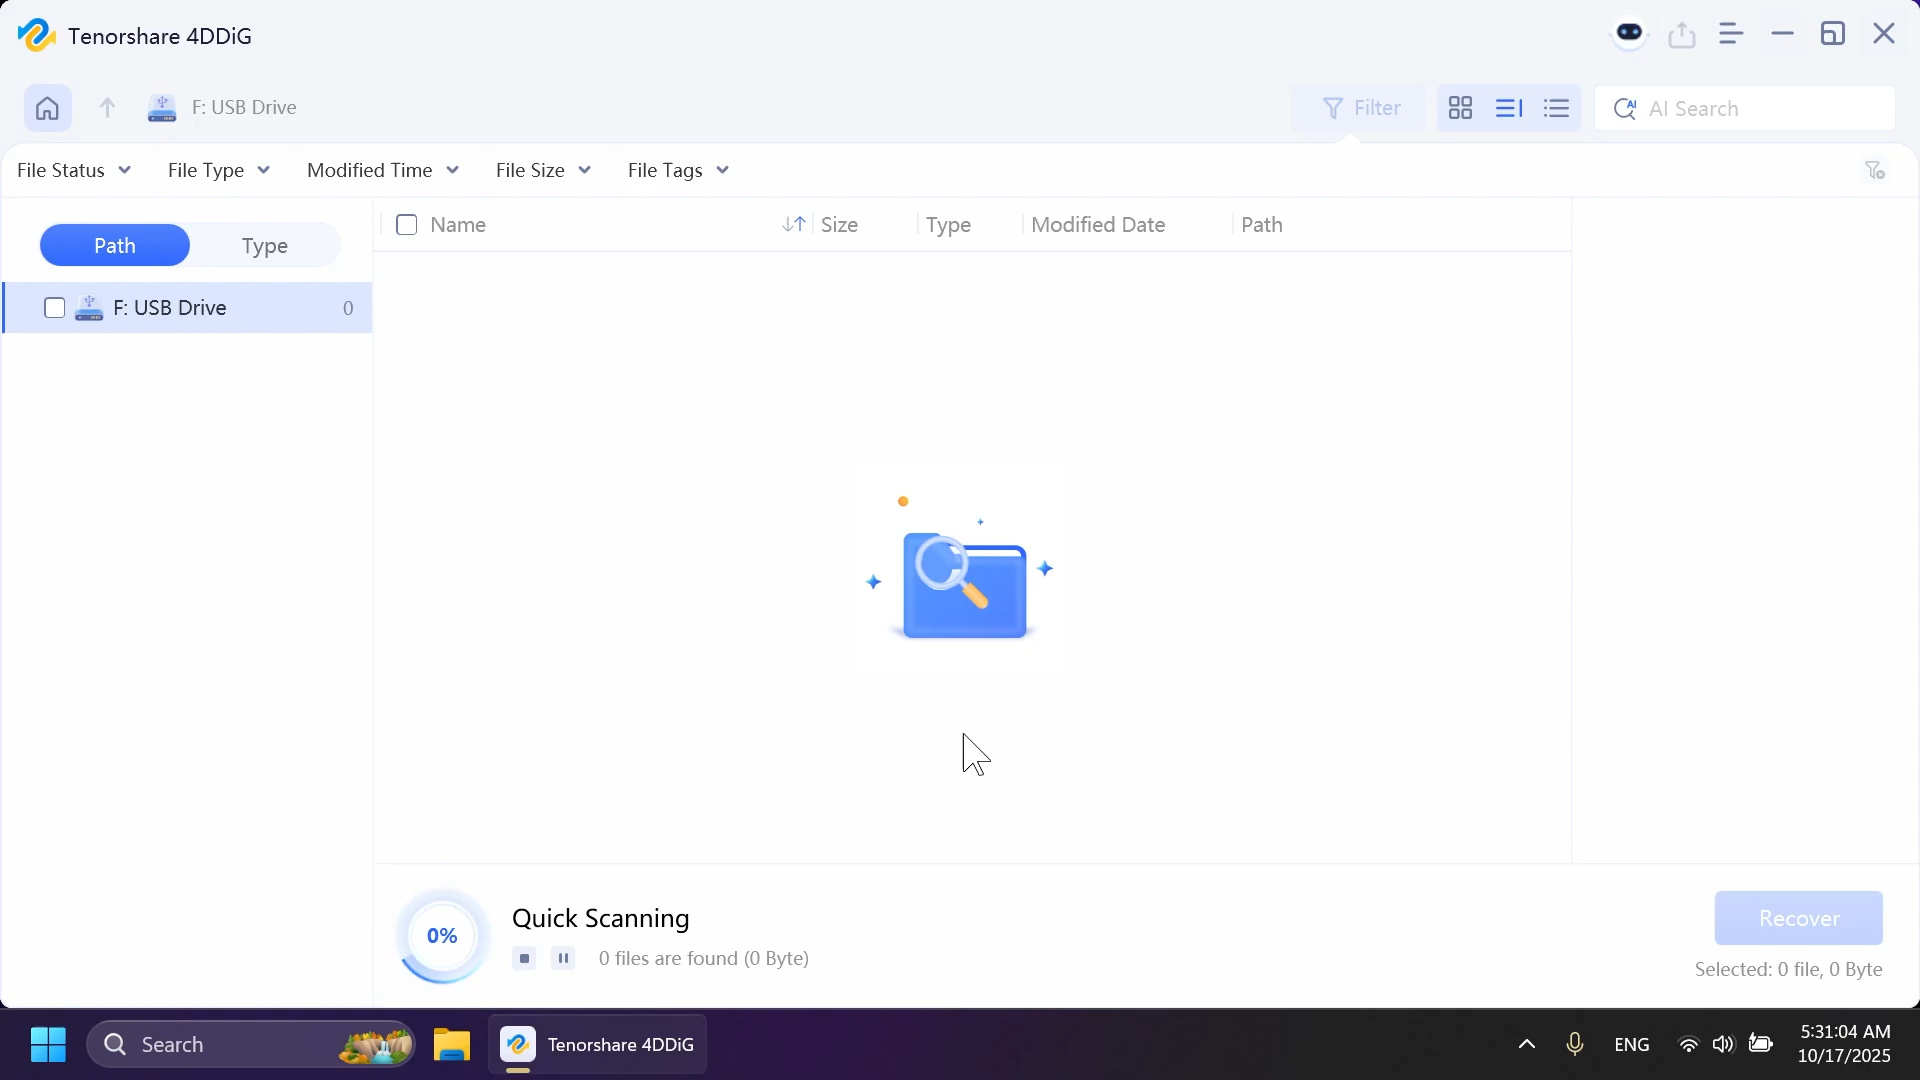 Tenorshare 4DDiG
F: USB Drive
Filter
AI Search
File Status
File Type
Modified Time
File Size
File Tags
Path
Type
Name
Size
Type
Modified Date
Path
F: USB Drive
0
0%
Quick Scanning
0 files are found (0 Byte)
Recover
Selected: 0 file, 0 Byte
Search
Tenorshare 4DDiG
ENG
5:31:04 AM
10/17/2025